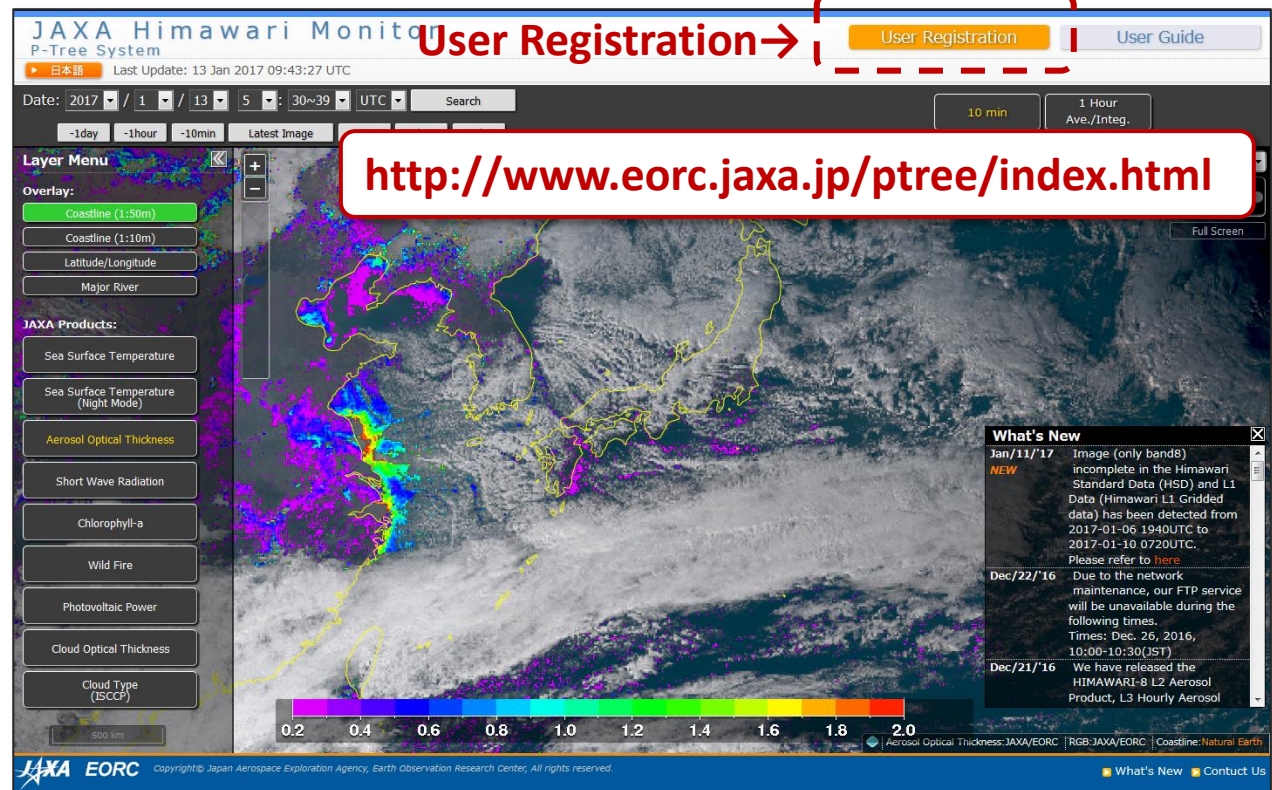 JAXA Himawari Monitor
P-Tree System
User Registration→
User Registration
User Guide
日本語
Last Update: 13 Jan 2017 09:43:27 UTC
Date: 2017 / 1 / 13 5 : 30~39 UTC Search
10 min
1 Hour
Ave./Integ.
-1day -1hour -10min Latest Image
http://www.eorc.jaxa.jp/ptree/index.html
Layer Menu
+
−
Overlay:
Coastline (1:50m)
Coastline (1:10m)
Latitude/Longitude
Major River
Full Screen
JAXA Products:
Sea Surface Temperature
Sea Surface Temperature
(Night Mode)
Aerosol Optical Thickness
Short Wave Radiation
Chlorophyll-a
Wild Fire
Photovoltaic Power
Cloud Optical Thickness
Cloud Type
(ISCCP)
500 km
What's New
Jan/11/'17 Image (only band8)
NEW incomplete in the Himawari
Standard Data (HSD) and L1
Data (Himawari L1 Gridded
data) has been detected from
2017-01-06 1940UTC to
2017-01-10 0720UTC.
Please refer to here
Dec/22/'16 Due to the network
maintenance, our FTP service
will be unavailable during the
following times.
Times: Dec. 26, 2016,
10:00-10:30(JST)
Dec/21/'16 We have released the
HIMAWARI-8 L2 Aerosol
Product, L3 Hourly Aerosol
0.2 0.4 0.6 0.8 1.0 1.2 1.4 1.6 1.8 2.0
Aerosol Optical Thickness:JAXA/EORC RGB:JAXA/EORC Coastline:Natural Earth
JAXA EORC Copyright© Japan Aerospace Exploration Agency, Earth Observation Research Center, All rights reserved.
What's New Contuct Us